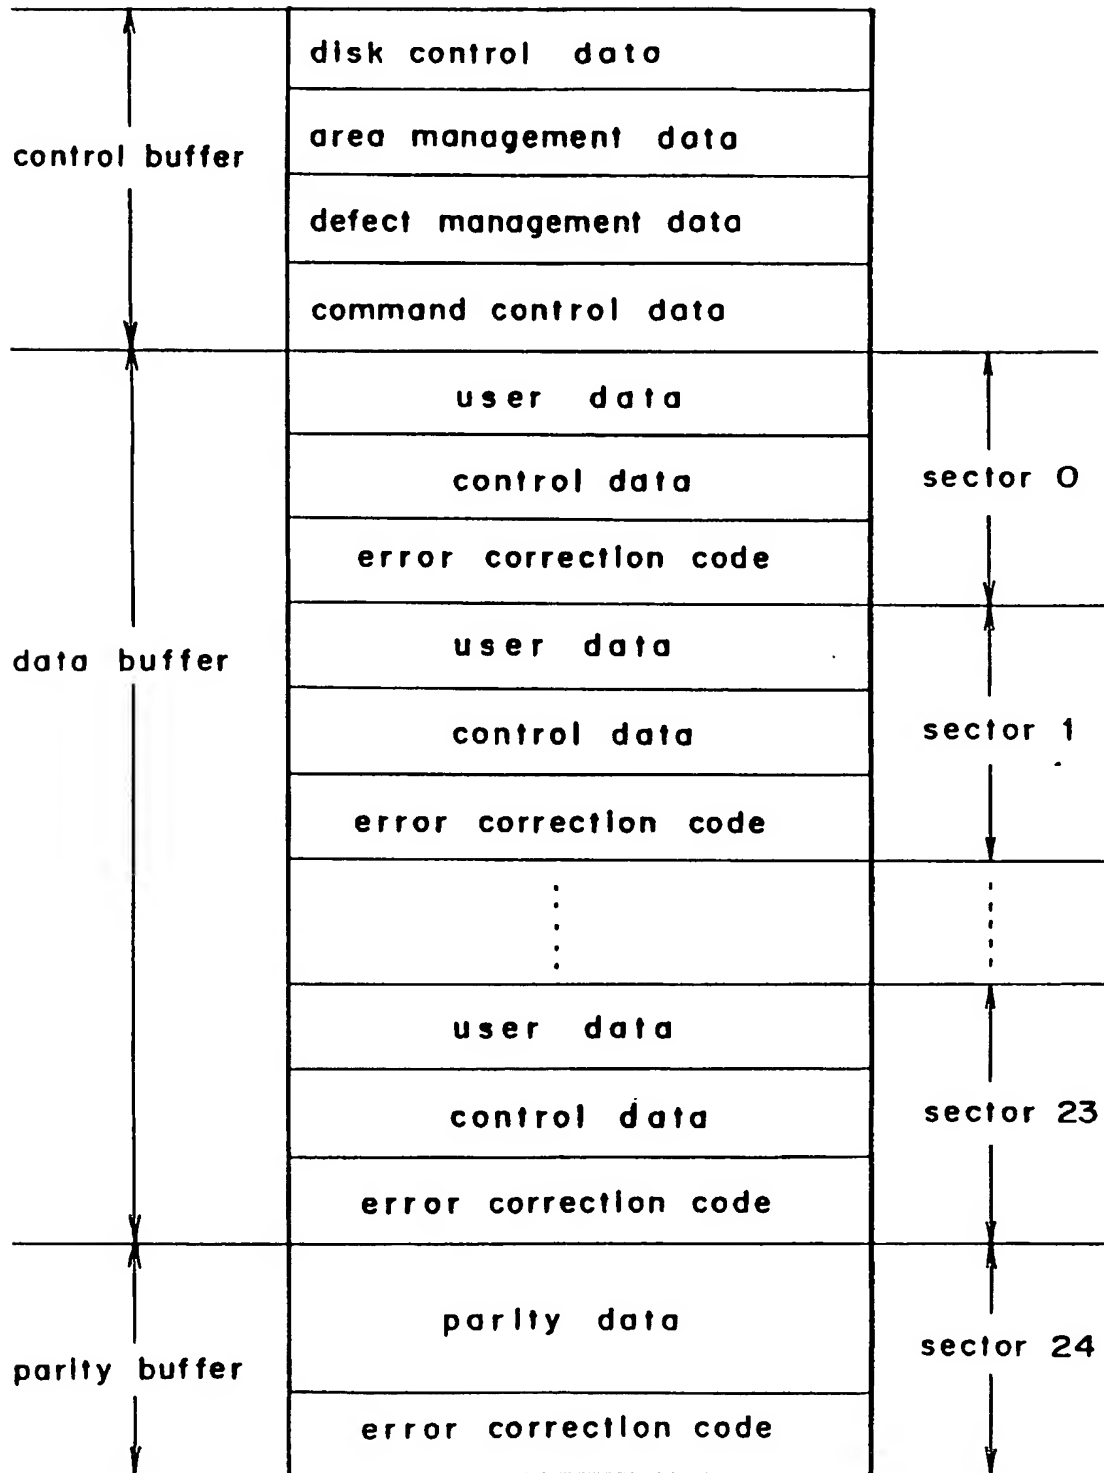 disk control data
area management data
control buffer
defect management data
command control data
user data
control data
sector 0
error correction code
user data
data buffer
control data
sector 1
error correction code
user data
control data
sector 23
error correction code
parity data
sector 24
parity buffer
error correction code